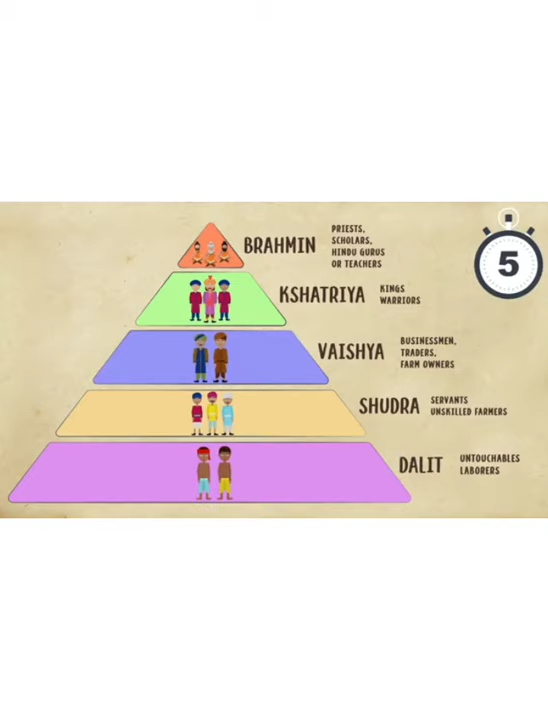 BRAHMIN
PRIESTS,
SCHOLARS,
HINDU GURUS
OR TEACHERS
5
KSHATRIYA
KINGS
WARRIORS
VAISHYA
BUSINESSMEN,
TRADERS,
FARM OWNERS
SHUDRA
SERVANTS
UNSKILLED FARMERS
DALIT
UNTOUCHABLES
LABORERS